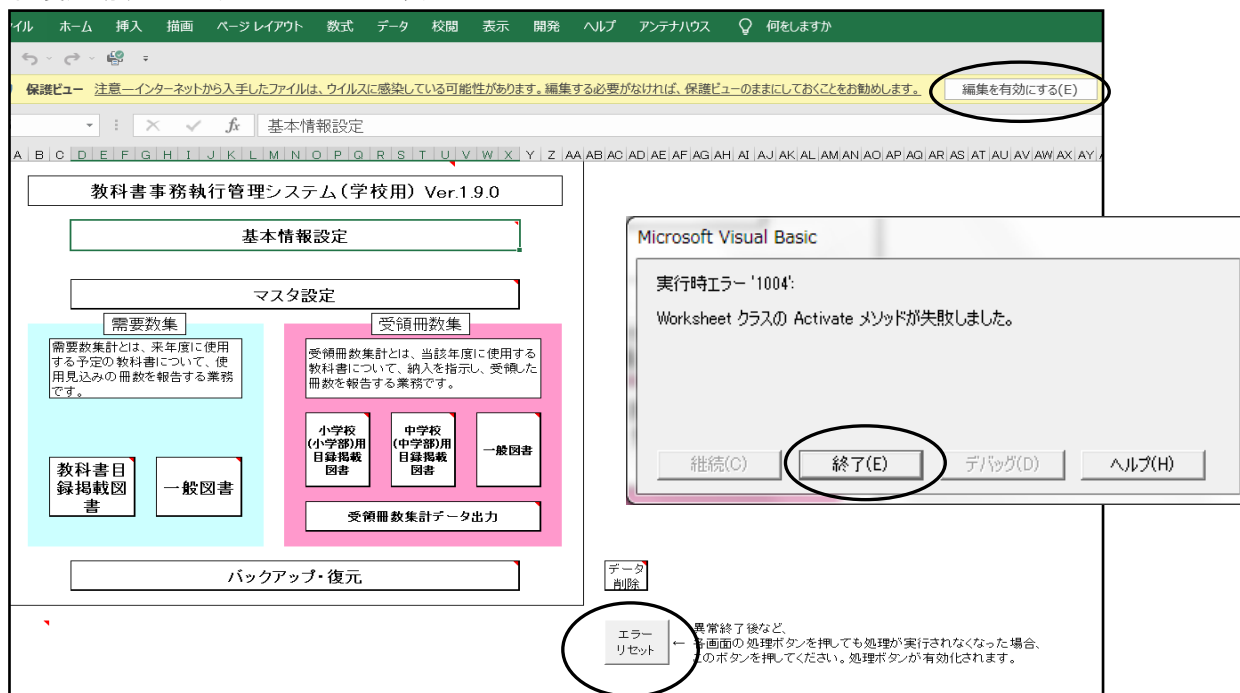 イル ホーム 挿入 描画 ページ レイアウト 数式 データ 校閲 表示 開発 ヘルプ アンテナハウス 何をしますか
保護ビュー 注意―インターネットから入手したファイルは、ウイルスに感染している可能性があります。編集する必要がなければ、保護ビューのままにしておくことをお勧めします。 編集を有効にする(E)
fx 基本情報設定
A B C D E F G H I J K L M N O P Q R S T U V W X Y Z AA AB AC AD AE AF AG AH AI AJ AK AL AM AN AO AP AQ AR AS AT AU AV AW AX AY
教科書事務執行管理システム(学校用) Ver.1.9.0
基本情報設定
マスタ設定
需要数集
需要数集計とは、来年度に使用
する予定の教科書について、使
用見込みの冊数を報告する業務
です。
教科書目
録掲載図
書
一般図書
受領冊数集
受領冊数集計とは、当該年度に使用する
教科書について、納入を指示し、受領した
冊数を報告する業務です。
小学校
(小学部)用
目録掲載
図書
中学校
(中学部)用
目録掲載
図書
一般図書
受領冊数集計データ出力
バックアップ・復元
Microsoft Visual Basic
実行時エラー '1004':
Worksheet クラスの Activate メソッドが失敗しました。
継続(C) 終了(E) デバッグ(D) ヘルプ(H)
データ
削除
エラー
リセット
← 異常終了後など、
各画面の処理ボタンを押しても処理が実行されなくなった場合、
このボタンを押してください。処理ボタンが有効化されます。